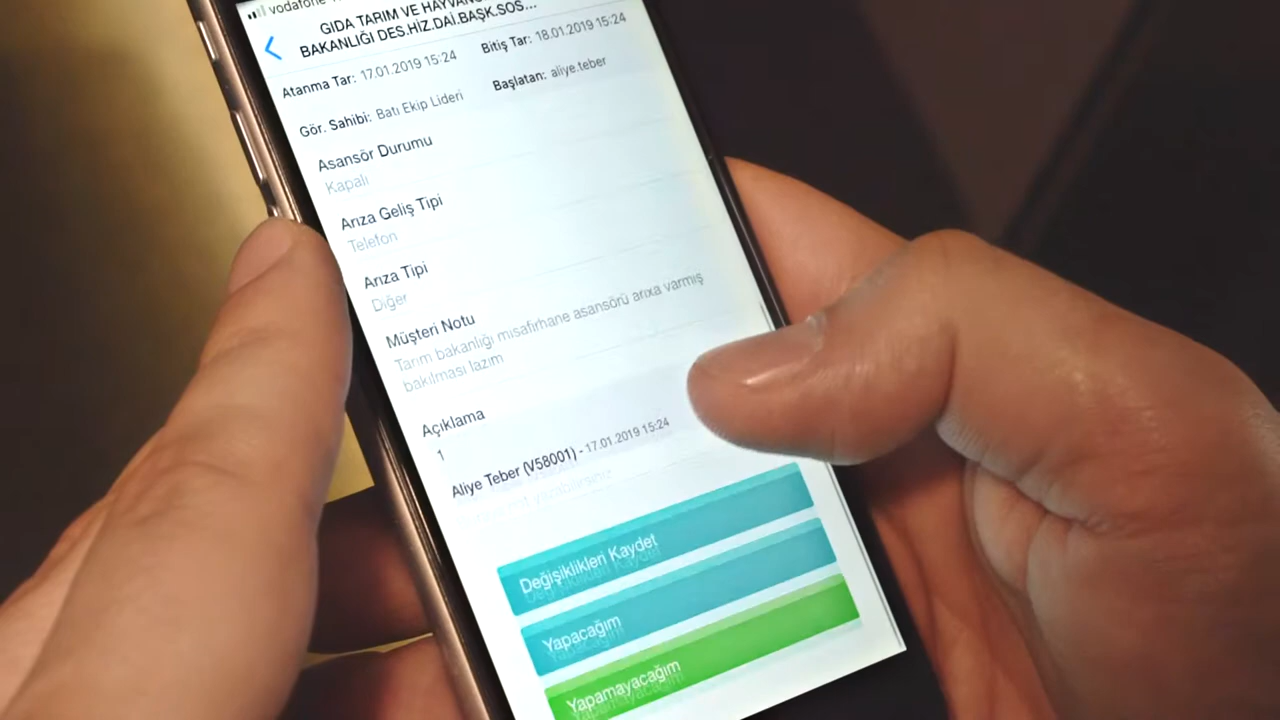 vodafone
GIDA TARIM VE
BAKANLIĞI DES.HİZ.DAİ.BAŞK.SOS...
Atanma Tar: 17.01.2019 15:24 Bitiş Tar: 18.01.2019 15:24
Gör. Sahibi: Batı Ekip Lideri Başlatan: aliye.teber
Asansör Durumu
Kapalı
Arıza Geliş Tipi
Telefon
Arıza Tipi
Diğer
Müşteri Notu
Tarım bakanlığı misafirhane asansörü arıxa varmış
bakılması lazım
Açıklama
1
Aliye Teber (V58001) - 17.01.2019 15:24
Değişiklikleri Kaydet
Yapacağım
Yapamayacağım